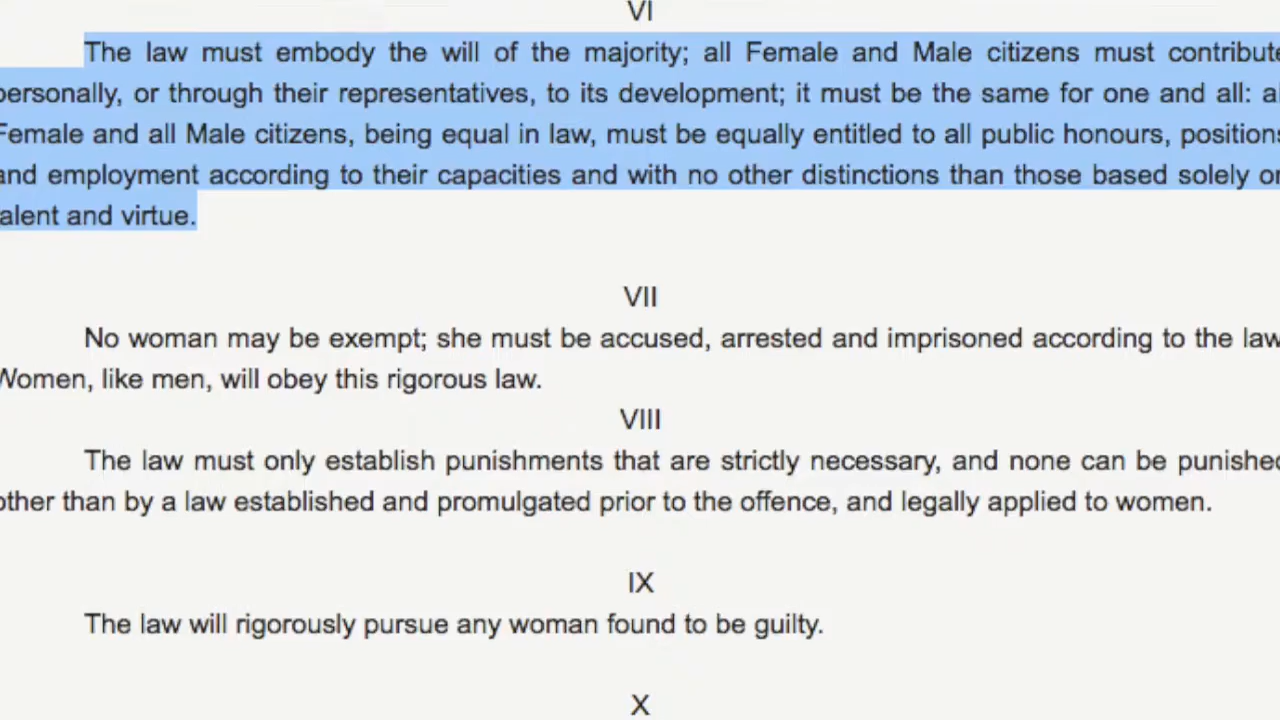 VI
The law must embody the will of the majority; all Female and Male citizens must contribute
personally, or through their representatives, to its development; it must be the same for one and all:
Female and all Male citizens, being equal in law, must be equally entitled to all public honours, positions
and employment according to their capacities and with no other distinctions than those based solely on
talent and virtue.
VII
No woman may be exempt; she must be accused, arrested and imprisoned according to the law
Women, like men, will obey this rigorous law.
VIII
The law must only establish punishments that are strictly necessary, and none can be punished
other than by a law established and promulgated prior to the offence, and legally applied to women.
IX
The law will rigorously pursue any woman found to be guilty.
X